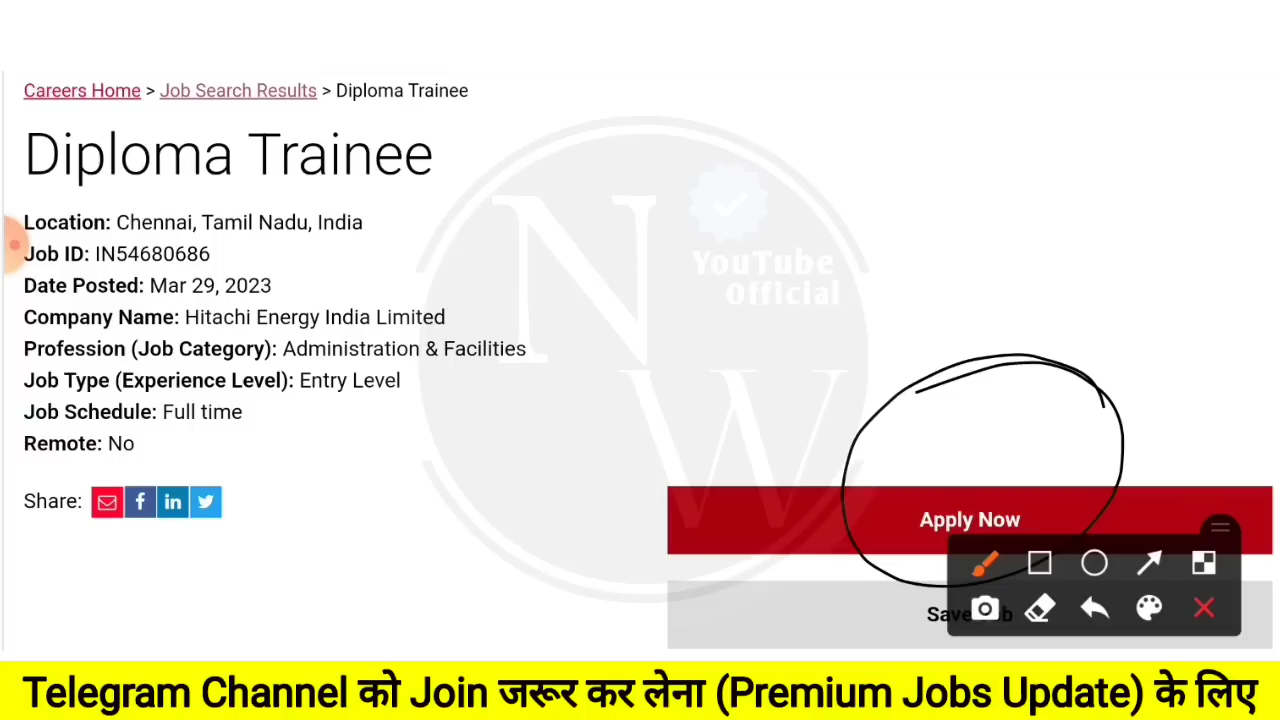 Careers Home > Job Search Results > Diploma Trainee
Diploma Trainee
Location: Chennai, Tamil Nadu, India
Job ID: IN54680686
Date Posted: Mar 29, 2023
Company Name: Hitachi Energy India Limited
Profession (Job Category): Administration & Facilities
Job Type (Experience Level): Entry Level
Job Schedule: Full time
Remote: No
Share: f in
N
W
YouTube
Official
Apply Now
Telegram Channel को Join जरूर कर लेना (Premium Jobs Update) के लिए